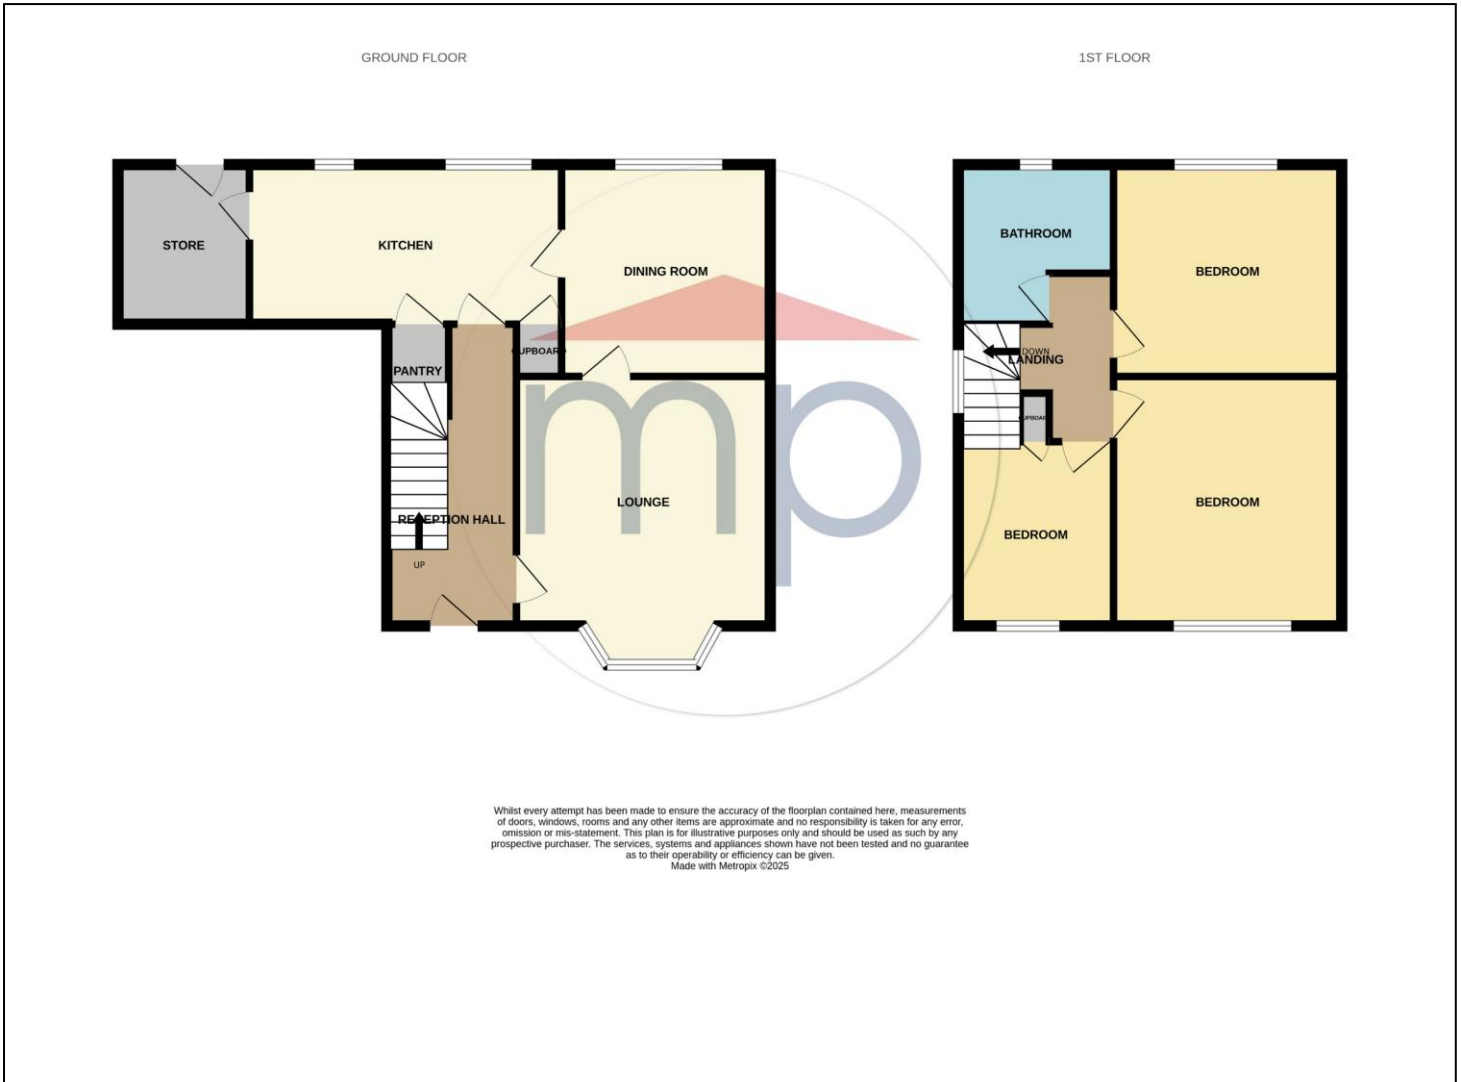 GROUND FLOOR
1ST FLOOR
STORE
KITCHEN
DINING ROOM
CUPBOARD
PANTRY
LOUNGE
RECEPTION HALL
UP
BATHROOM
BEDROOM
DOWN
LANDING
CUPBOARD
BEDROOM
BEDROOM
mp
Whilst every attempt has been made to ensure the accuracy of the floorplan contained here, measurements
of doors, windows, rooms and any other items are approximate and no responsibility is taken for any error,
omission or mis-statement. This plan is for illustrative purposes only and should be used as such by any
prospective purchaser. The services, systems and appliances shown have not been tested and no guarantee
as to their operability or efficiency can be given.
Made with Metropix ©2025